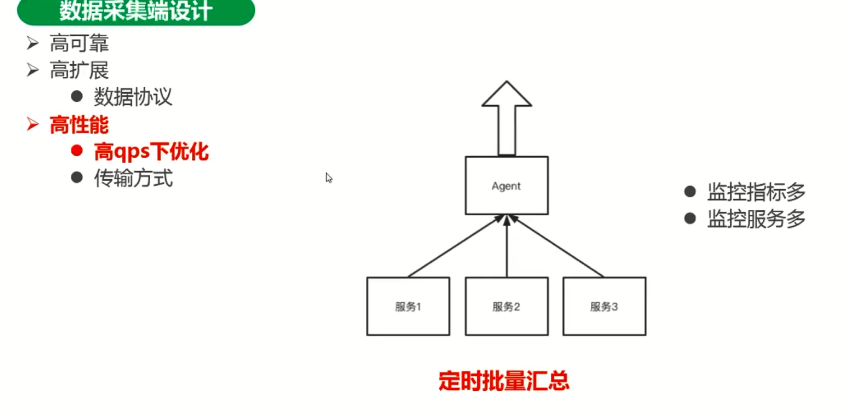 数据采集端设计
高可靠
高扩展
数据协议
高性能
高qps下优化
传输方式
Agent
监控指标多
监控服务多
服务1
服务2
服务3
定时批量汇总